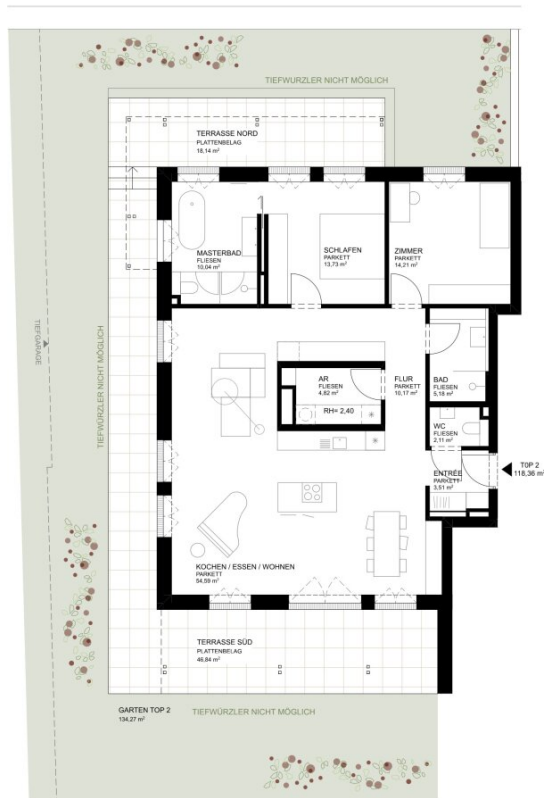 TIEFWURZLER NICHT MÖGLICH
TERRASSE NORD
PLATTENBELAG
18,14 m²
MASTERBAD
FLIESEN
10,04 m²
SCHLAFEN
PARKETT
13,73 m²
ZIMMER
PARKETT
14,21 m²
TIEFGARAGE
TIEFWÜRZLER NICHT MÖGLICH
AR
FLIESEN
4,82 m²
RH= 2,40
FLUR
PARKETT
10,17 m²
BAD
FLIESEN
5,18 m²
WC
FLIESEN
2,11 m²
ENTRÉE
PARKETT
3,51 m²
TOP 2
118,36 m²
KOCHEN / ESSEN / WOHNEN
PARKETT
54,59 m²
TERRASSE SÜD
PLATTENBELAG
46,84 m²
GARTEN TOP 2
134,27 m²
TIEFWÜRZLER NICHT MÖGLICH